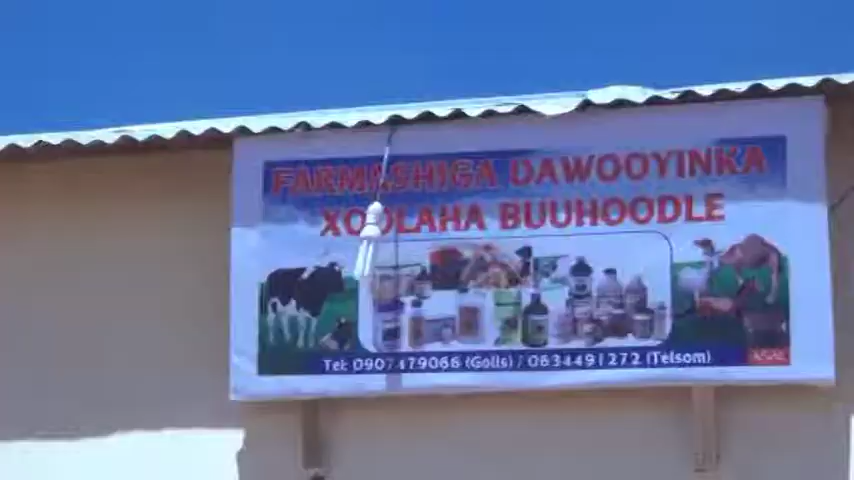 FARMASHIGA DAWOOYINKA
XOOLAHA BUUHOODLE
Tel: 0907479066 (Golis) / 0634491272 (Telsom)